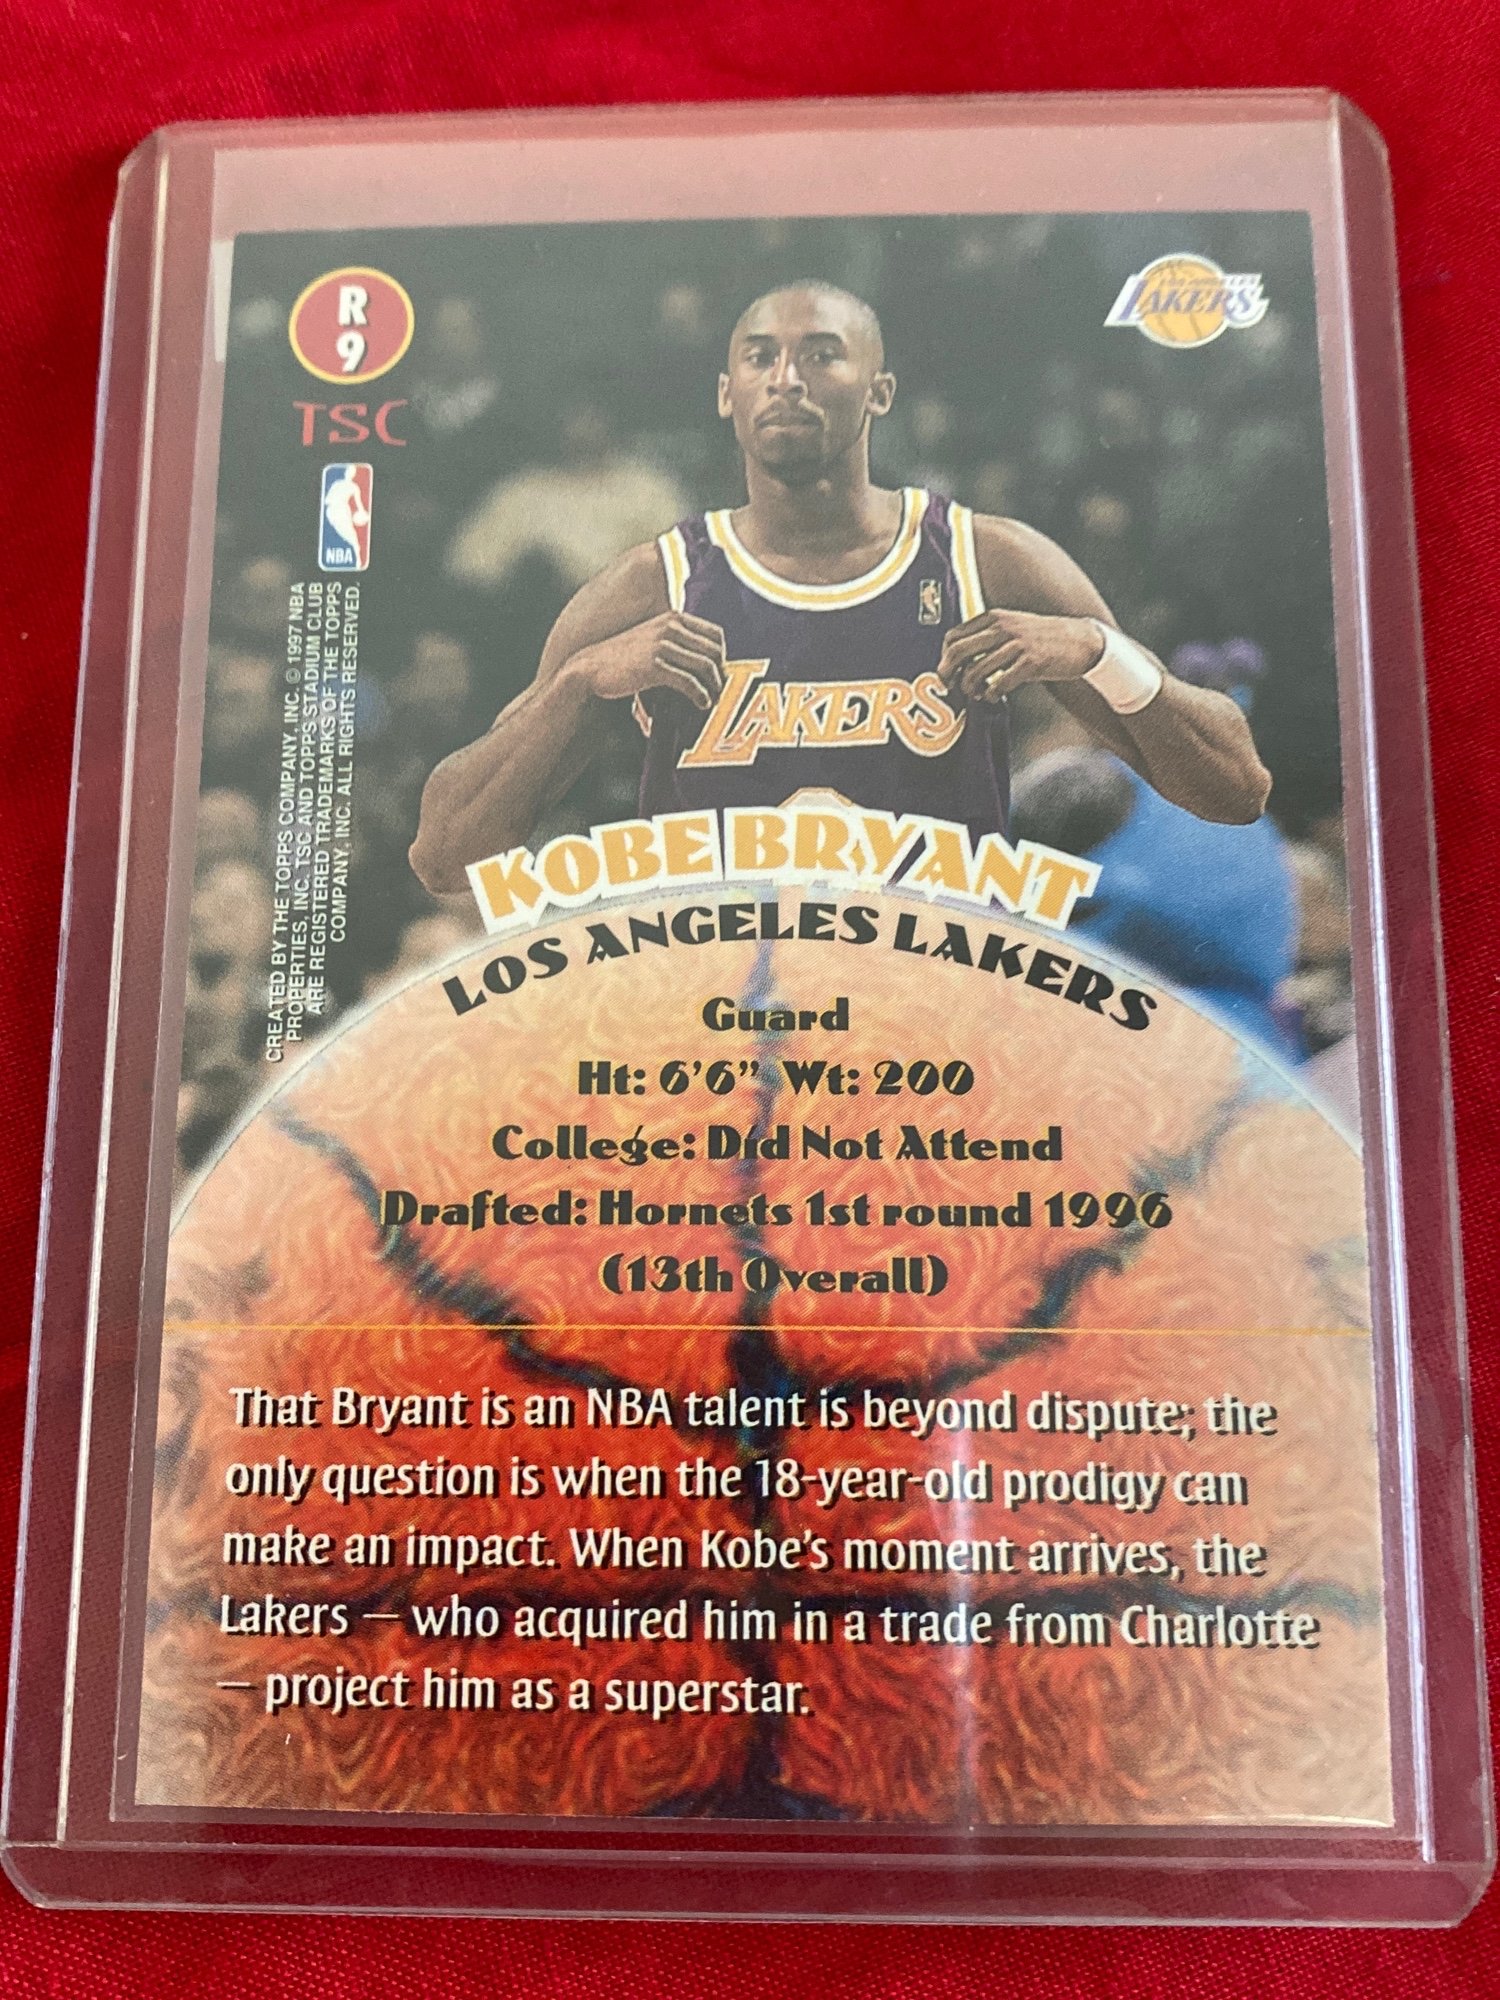 R
9
TSC
NBA
CREATED BY THE TOPPS COMPANY, INC. © 1997 NBA
PROPERTIES, INC. TSC AND TOPPS STADIUM CLUB
ARE REGISTERED TRADEMARKS OF THE TOPPS
COMPANY, INC. ALL RIGHTS RESERVED.
LOS ANGELES
LAKERS
LAKERS
KOBE BRYANT
LOS ANGELES LAKERS
Guard
Ht: 6'6" Wt: 200
College: Did Not Attend
Drafted: Hornets 1st round 1996
(13th Overall)
That Bryant is an NBA talent is beyond dispute; the
only question is when the 18-year-old prodigy can
make an impact. When Kobe's moment arrives, the
Lakers — who acquired him in a trade from Charlotte
— project him as a superstar.